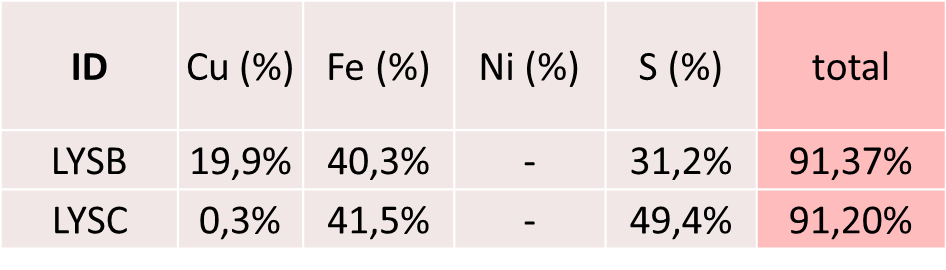 ID Cu (%) Fe (%) Ni (%) S (%) total
LYSB 19,9% 40,3% - 31,2% 91,37%
LYSC 0,3% 41,5% - 49,4% 91,20%